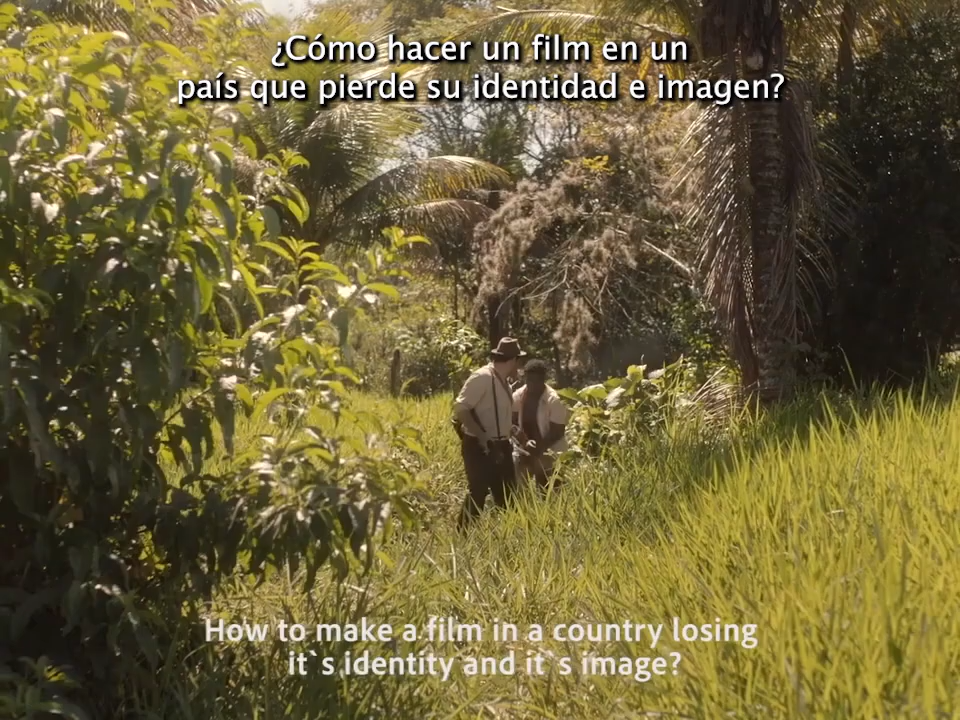 ¿Cómo hacer un film en un
país que pierde su identidad e imagen?
How to make a film in a country losing
it`s identity and it`s image?